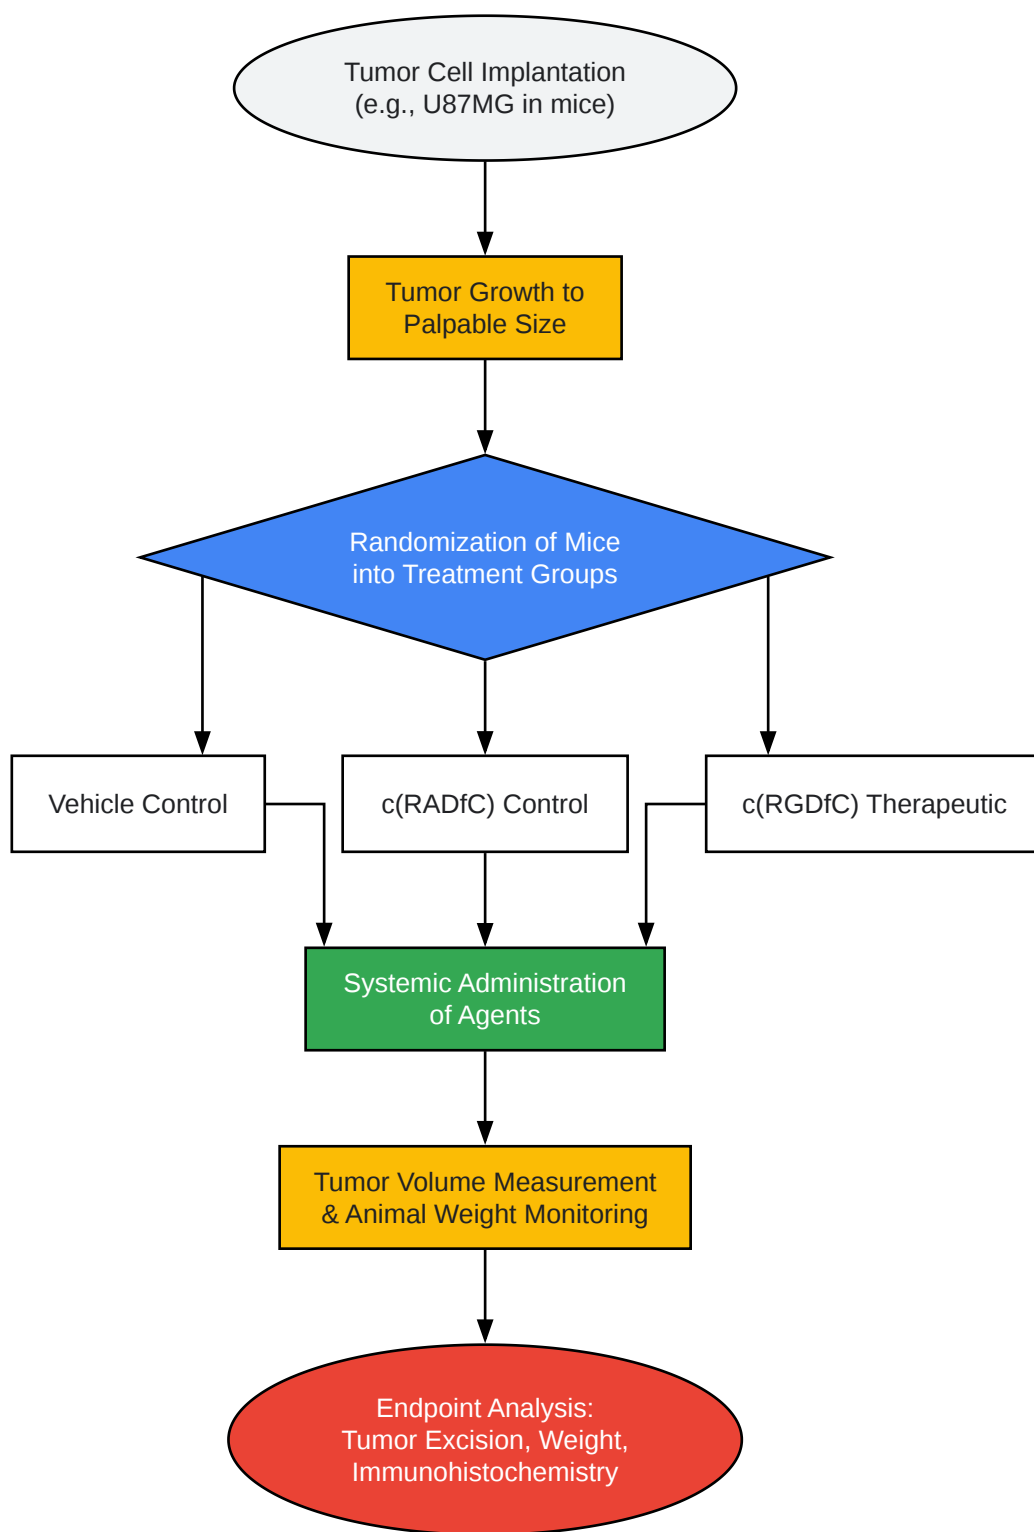 Tumor Cell Implantation
(e.g., U87MG in mice)
Tumor Growth to
Palpable Size
Randomization of Mice
into Treatment Groups
Vehicle Control
c(RADfC) Control
c(RGDfC) Therapeutic
Systemic Administration
of Agents
Tumor Volume Measurement
& Animal Weight Monitoring
Endpoint Analysis:
Tumor Excision, Weight,
Immunohistochemistry